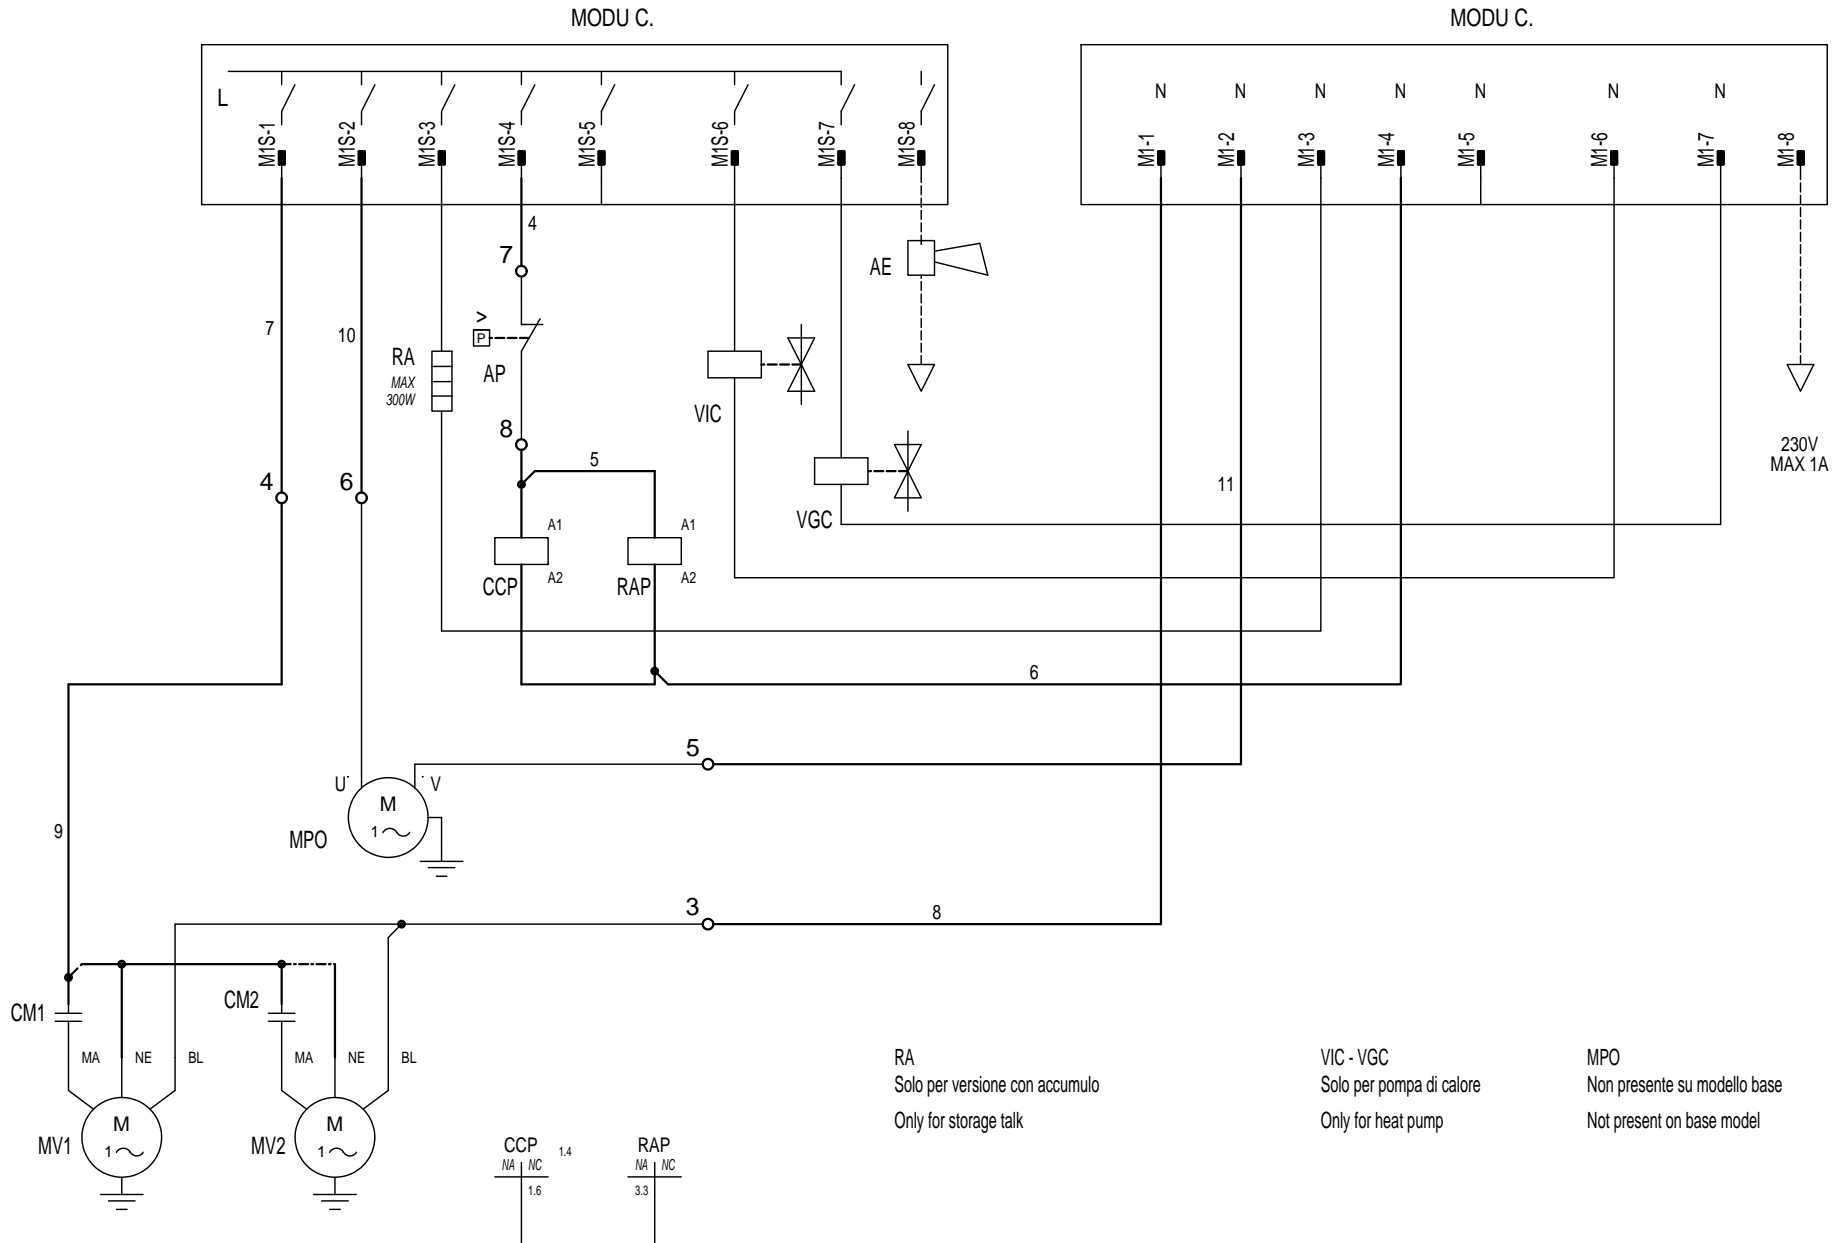 MODU C.
MODU C.
L
M1S-1
M1S-2
M1S-3
M1S-4
M1S-5
M1S-6
M1S-7
M1S-8
N
N
N
N
N
N
N
M1-1
M1-2
M1-3
M1-4
M1-5
M1-6
M1-7
M1-8
4
7
AE
7
10
>
P
RA
MAX
300W
AP
VIC
8
5
230V
MAX 1A
4
6
11
VGC
A1
A1
CCP
A2
RAP
A2
6
5
U
V
M
1
MPO
9
3
8
CM1
CM2
MA
NE
BL
MA
NE
BL
M
1
MV1
M
1
MV2
RA
Solo per versione con accumulo
Only for storage talk
VIC - VGC
Solo per pompa di calore
Only for heat pump
MPO
Non presente su modello base
Not present on base model
CCP
1.4
NA
NC
1.6
RAP
NA
NC
3.3